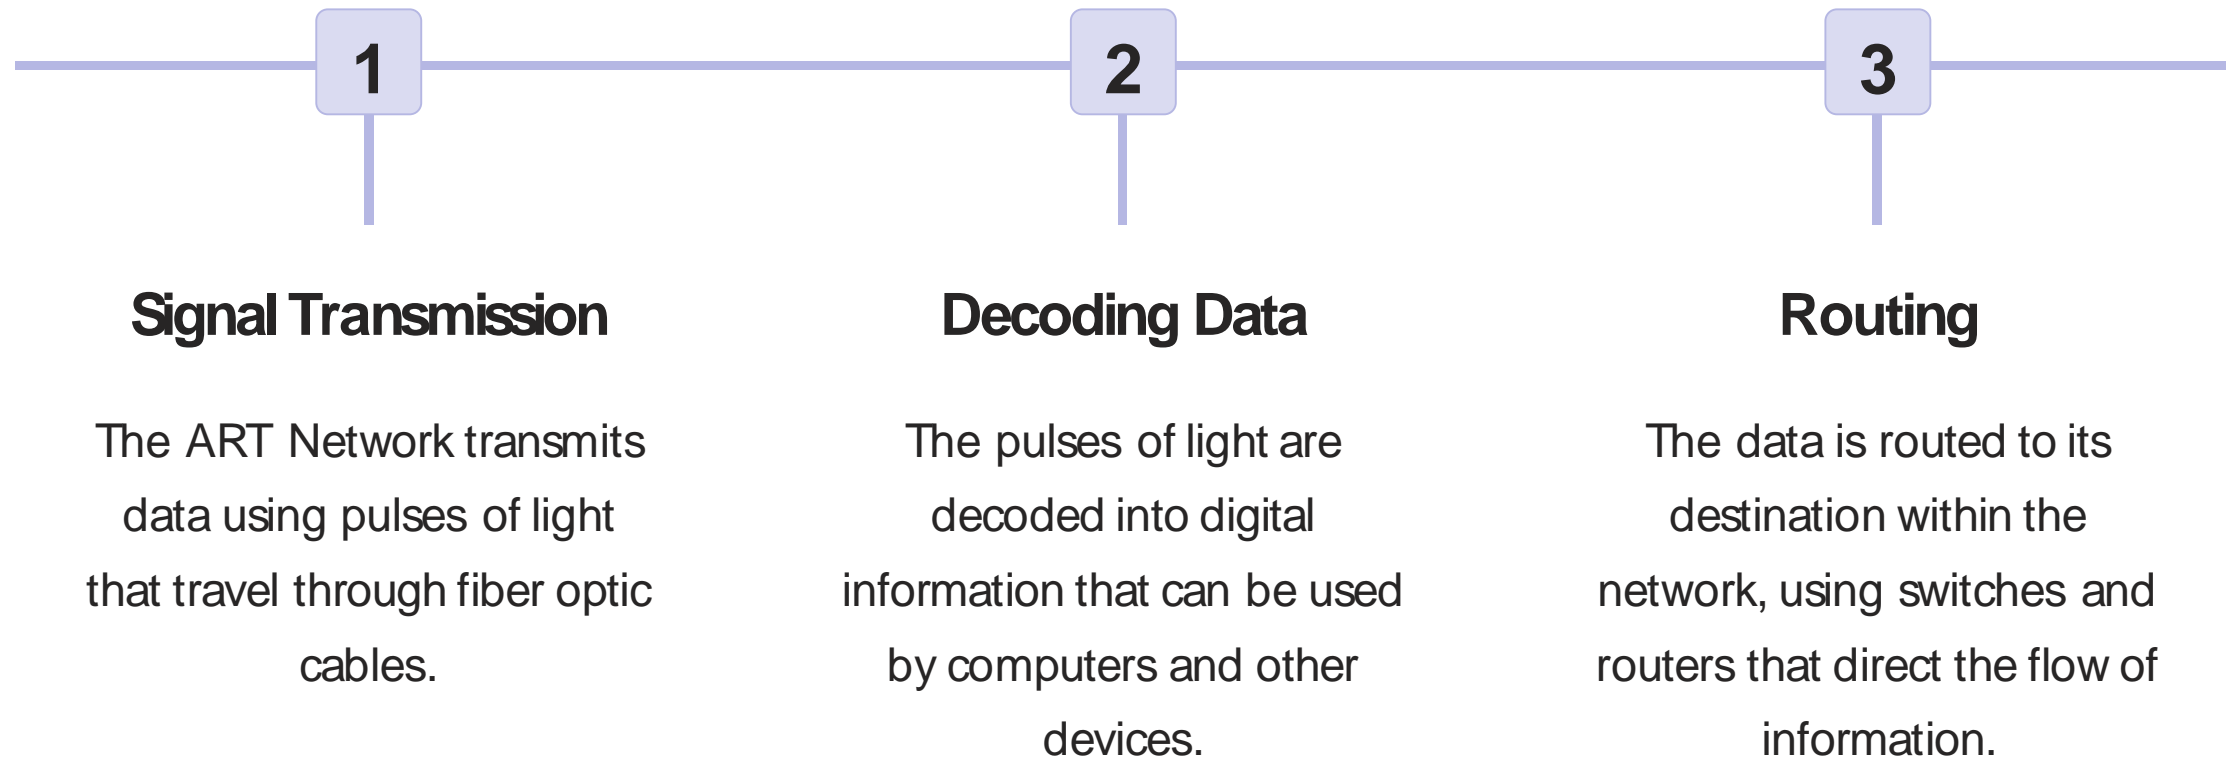 1
Signal Transmission
The ART Network transmits
data using pulses of light
that travel through fiber optic
cables.
2
Decoding Data
The pulses of light are
decoded into digital
information that can be used
by computers and other
devices.
3
Routing
The data is routed to its
destination within the
network, using switches and
routers that direct the flow of
information.